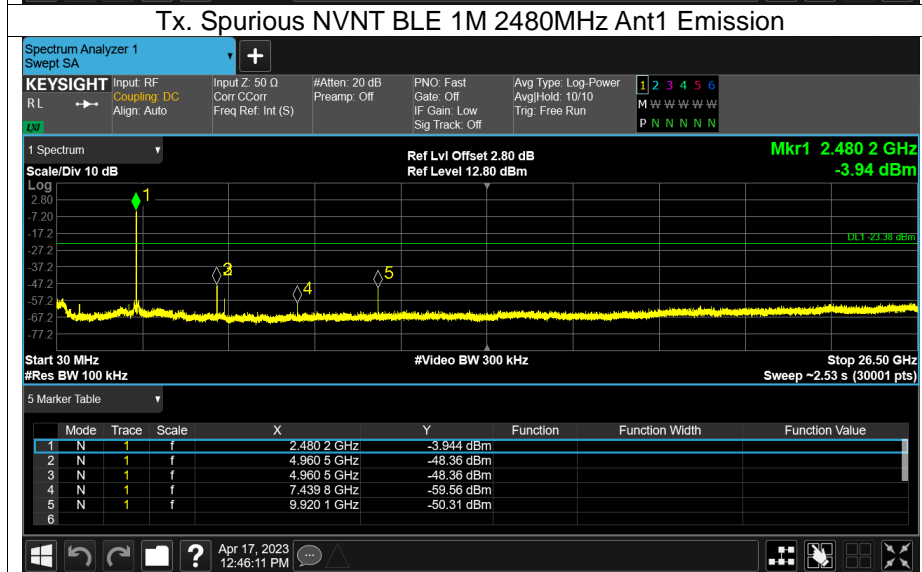 Tx. Spurious NVNT BLE 1M 2480MHz Ant1 Emission
Spectrum Analyzer 1
Swept SA
+
KEYSIGHT Input: RF Input Z: 50 Ω #Atten: 20 dB PNO: Fast Avg Type: Log-Power 1 2 3 4 5 6
RL Coupling: DC Corr CCorr Preamp: Off Gate: Off Avg|Hold: 10/10 M W W W W W
Align: Auto Freq Ref: Int (S) IF Gain: Low Trig: Free Run
LXI Sig Track: Off P N N N N N
1 Spectrum Ref Lvl Offset 2.80 dB Mkr1 2.480 2 GHz
Scale/Div 10 dB Ref Level 12.80 dBm -3.94 dBm
Log
2.80 1
-7.20
-17.2 DL1 -23.38 dBm
-27.2
-37.2 3 5
-47.2 4
-57.2
-67.2
-77.2
Start 30 MHz #Video BW 300 kHz Stop 26.50 GHz
#Res BW 100 kHz Sweep ~2.53 s (30001 pts)
5 Marker Table
Mode Trace Scale X Y Function Function Width Function Value
1 N 1 f 2.480 2 GHz -3.944 dBm
2 N 1 f 4.960 5 GHz -48.36 dBm
3 N 1 f 4.960 5 GHz -48.36 dBm
4 N 1 f 7.439 8 GHz -59.56 dBm
5 N 1 f 9.920 1 GHz -50.31 dBm
6
? Apr 17, 2023
12:46:11 PM